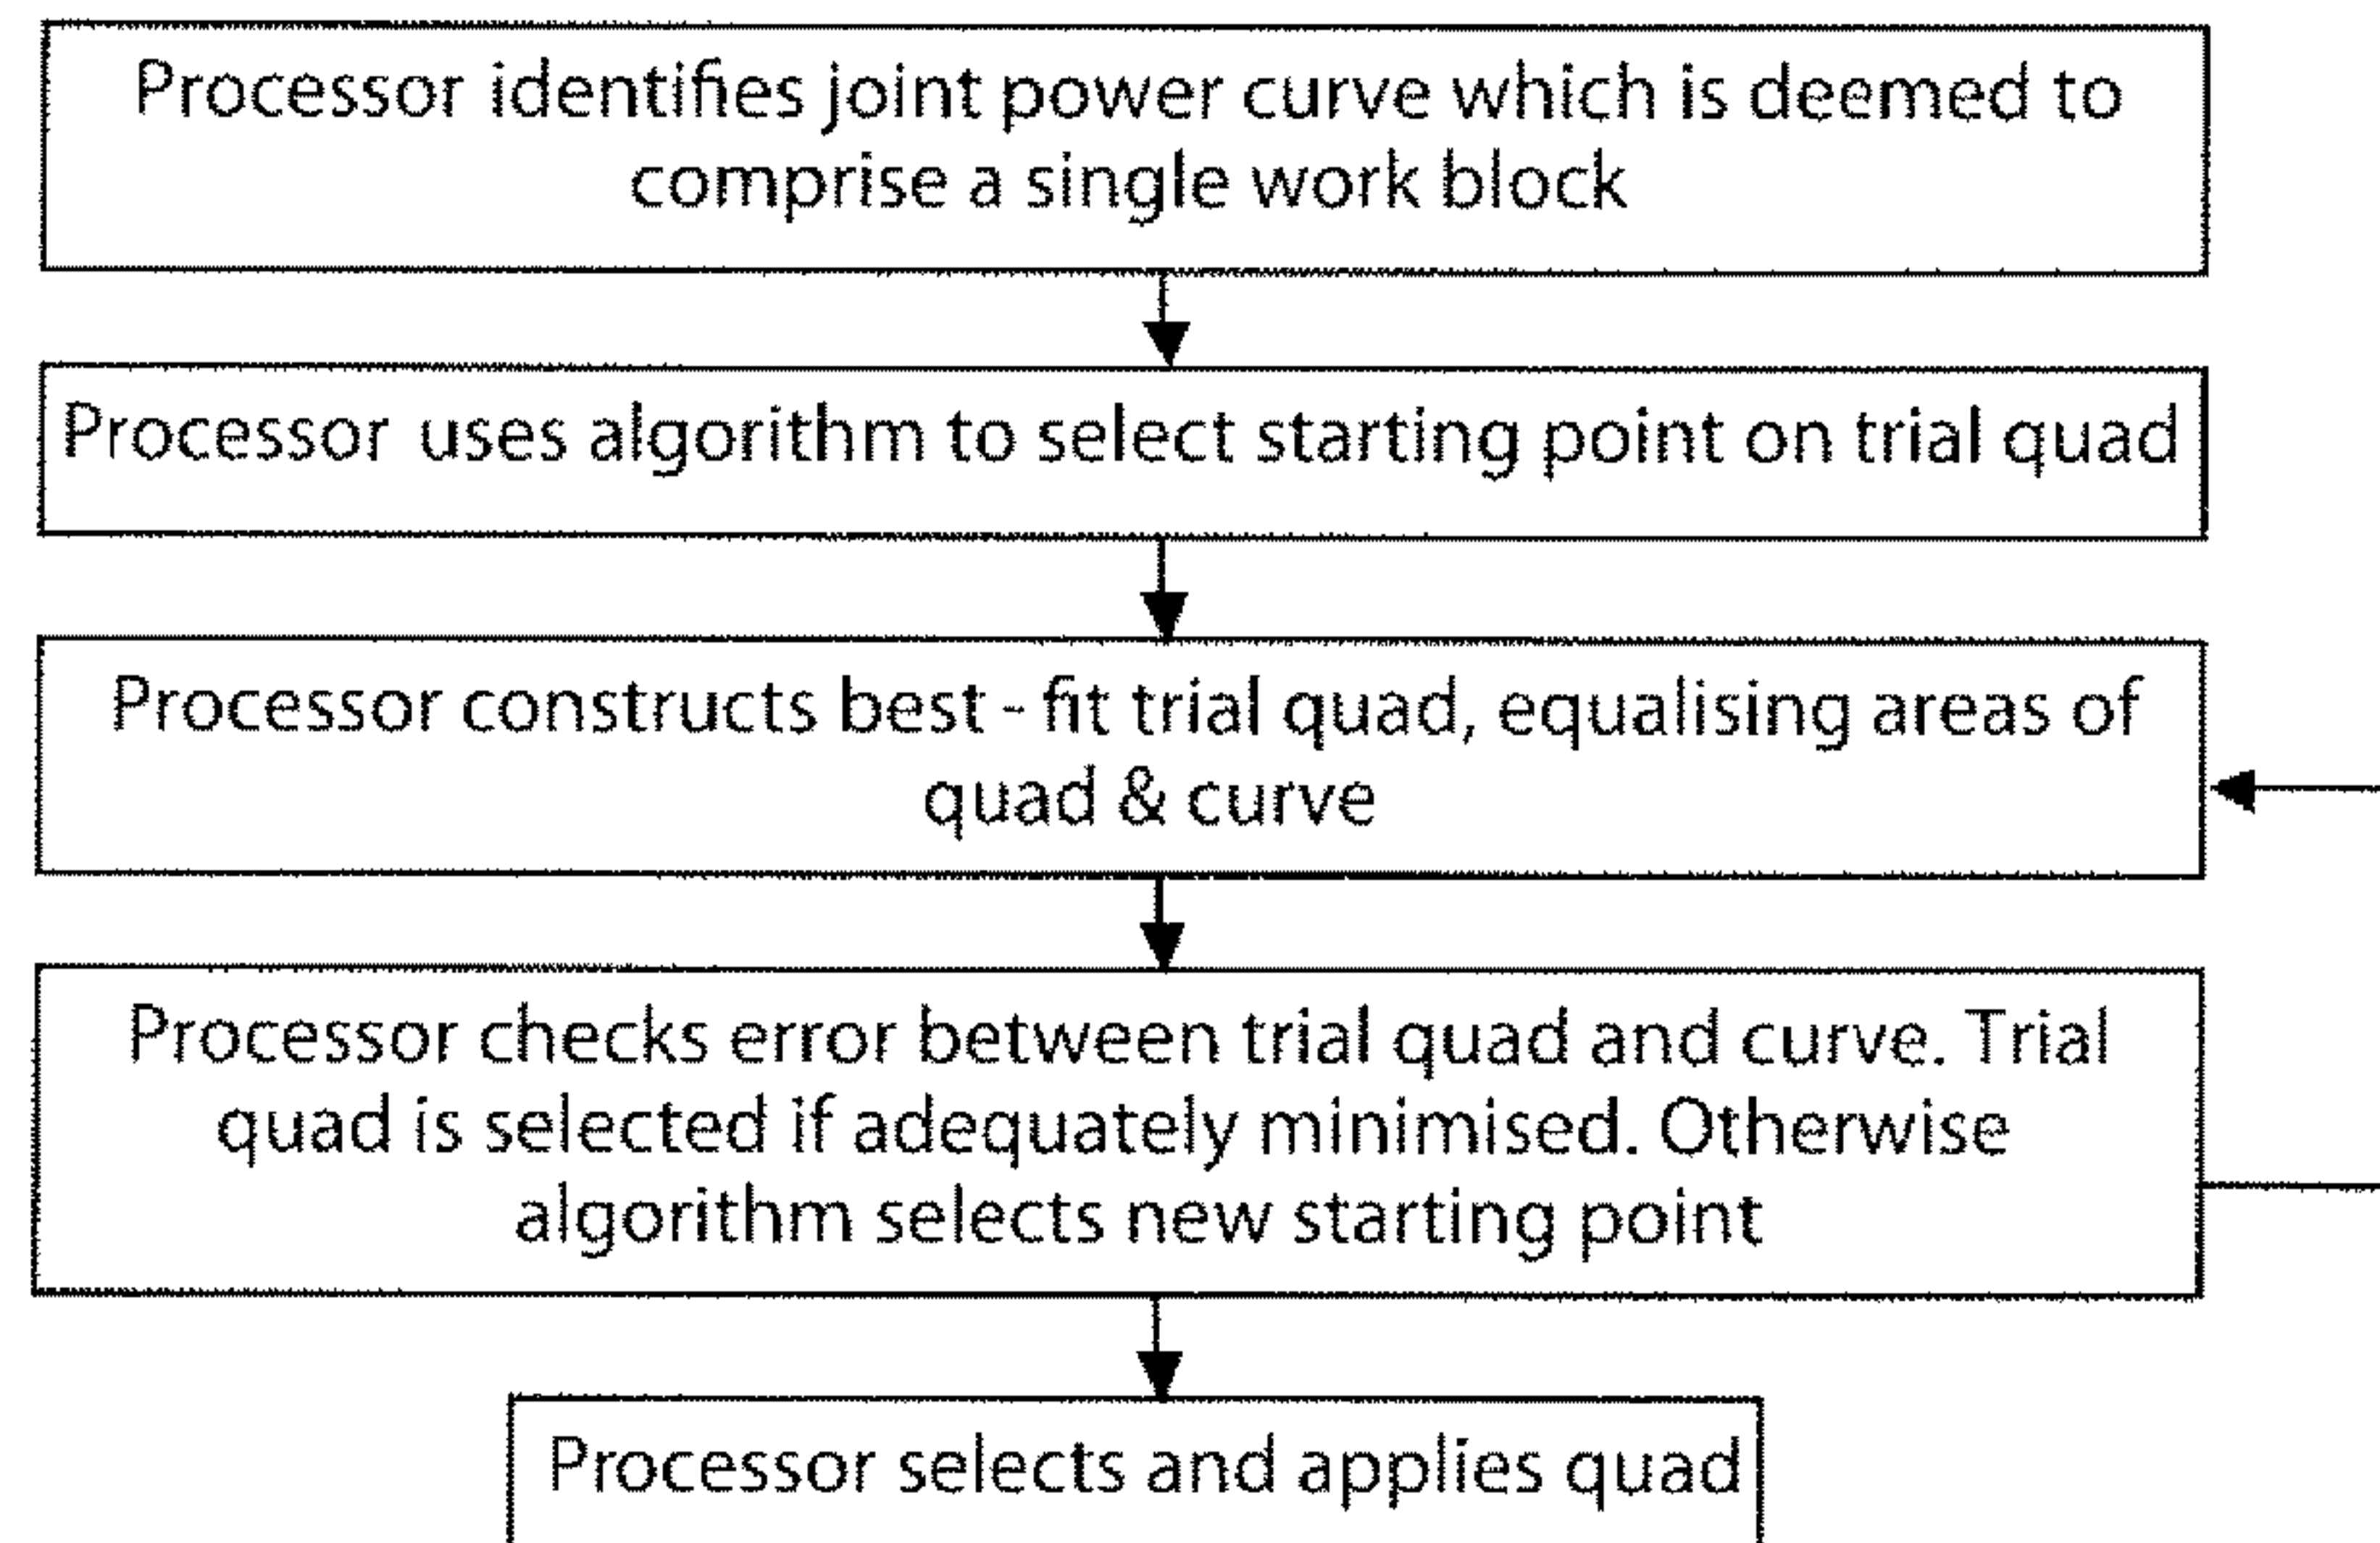 Processor identifies joint power curve which is deemed to
comprise a single work block
Processor uses algorithm to select starting point on trial quad
Processor constructs best - fit trial quad, equalising areas of
quad & curve
Processor checks error between trial quad and curve. Trial
quad is selected if adequately minimised. Otherwise
algorithm selects new starting point
Processor selects and applies quad